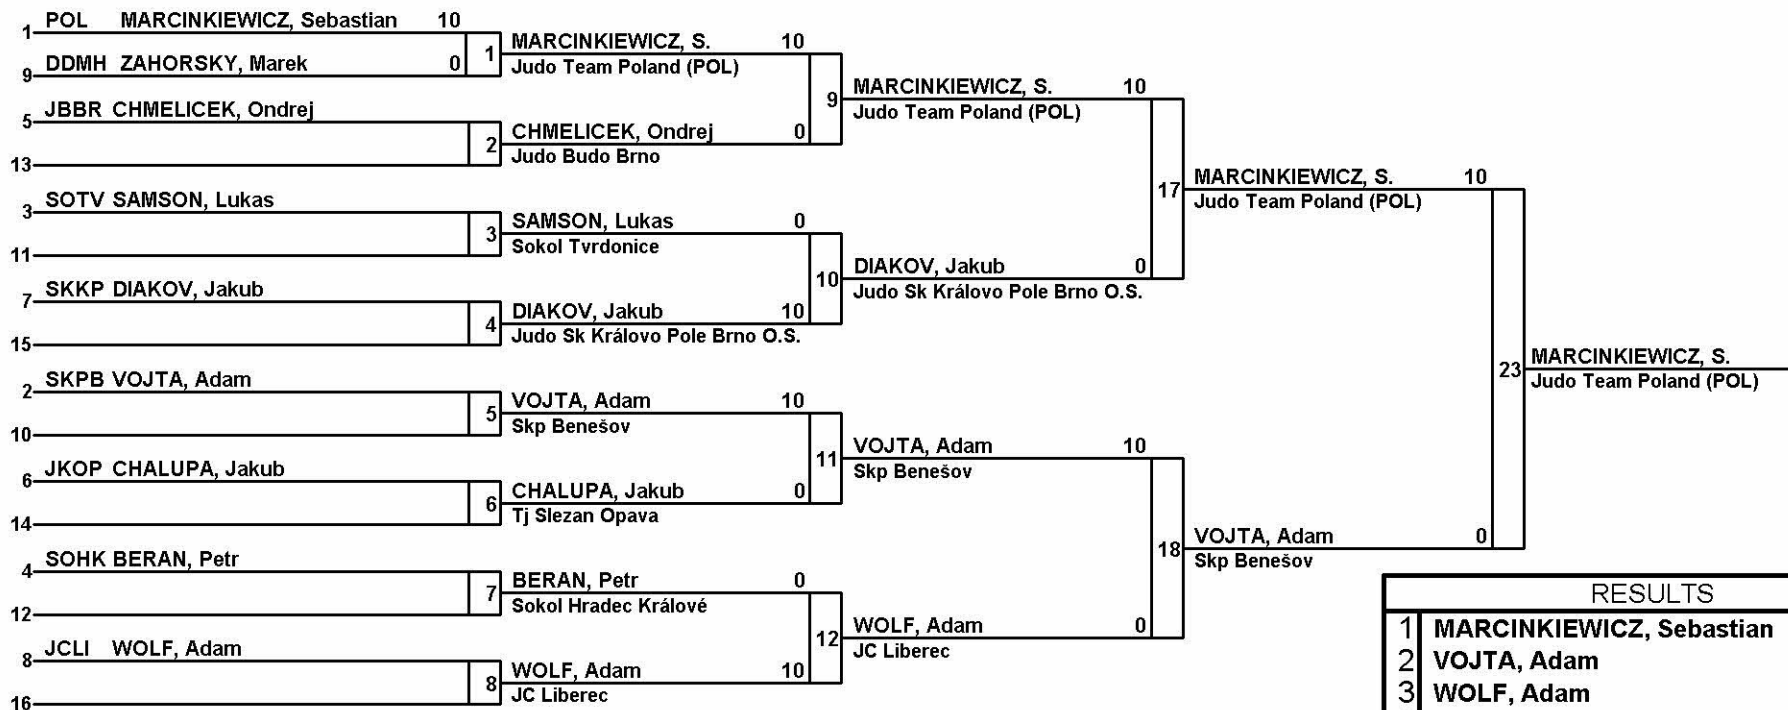 1 POL MARCINKIEWICZ, Sebastian 10
9 DDMH ZAHORSKY, Marek 0
1
5 JBBR CHMELICEK, Ondrej
13
2
3 SOTV SAMSON, Lukas
11
3
7 SKKP DIAKOV, Jakub
15
4
2 SKPB VOJTA, Adam
10
5
6 JKOP CHALUPA, Jakub
14
6
4 SOHK BERAN, Petr
12
7
8 JCLI WOLF, Adam
16
8
MARCINKIEWICZ, S. 10
Judo Team Poland (POL)
9
CHMELICEK, Ondrej 0
Judo Budo Brno
SAMSON, Lukas 0
Sokol Tvrdonice
10
DIAKOV, Jakub 10
Judo Sk Královo Pole Brno O.S.
VOJTA, Adam 10
Skp Benešov
11
CHALUPA, Jakub 0
Tj Slezan Opava
BERAN, Petr 0
Sokol Hradec Králové
12
WOLF, Adam 10
JC Liberec
MARCINKIEWICZ, S. 10
Judo Team Poland (POL)
17
DIAKOV, Jakub 0
Judo Sk Královo Pole Brno O.S.
VOJTA, Adam 10
Skp Benešov
18
WOLF, Adam 0
JC Liberec
MARCINKIEWICZ, S. 10
Judo Team Poland (POL)
23
VOJTA, Adam 0
Skp Benešov
MARCINKIEWICZ, S.
Judo Team Poland (POL)
RESULTS
1 MARCINKIEWICZ, Sebastian
2 VOJTA, Adam
3 WOLF, Adam